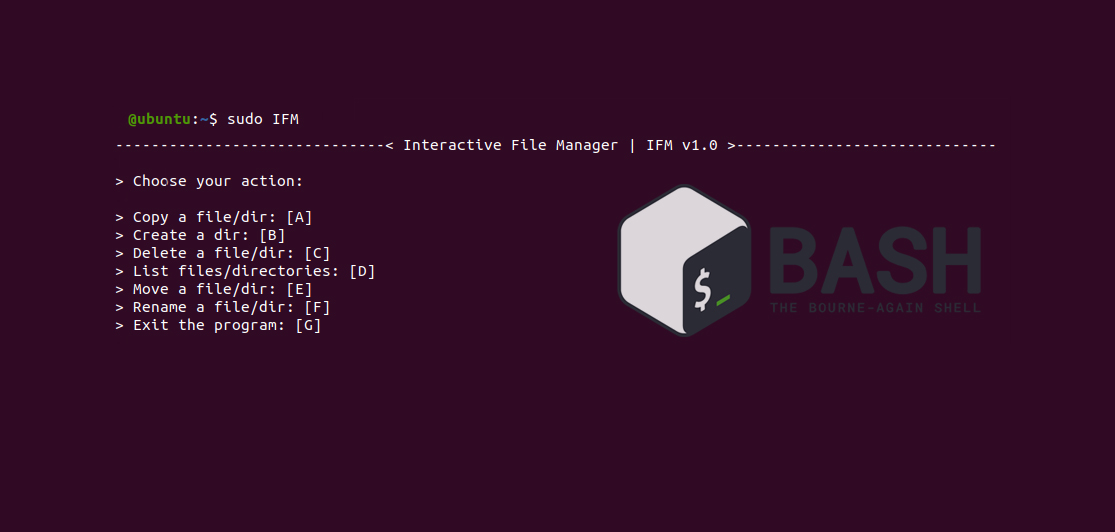 @ubuntu:~$ sudo IFM
------------------------------< Interactive File Manager | IFM v1.0 >-----------------------------
> Choose your action:
> Copy a file/dir: [A]
> Create a dir: [B]
> Delete a file/dir: [C]
> List files/directories: [D]
> Move a file/dir: [E]
> Rename a file/dir: [F]
> Exit the program: [G]
$_
BASH
THE BOURNE-AGAIN SHELL